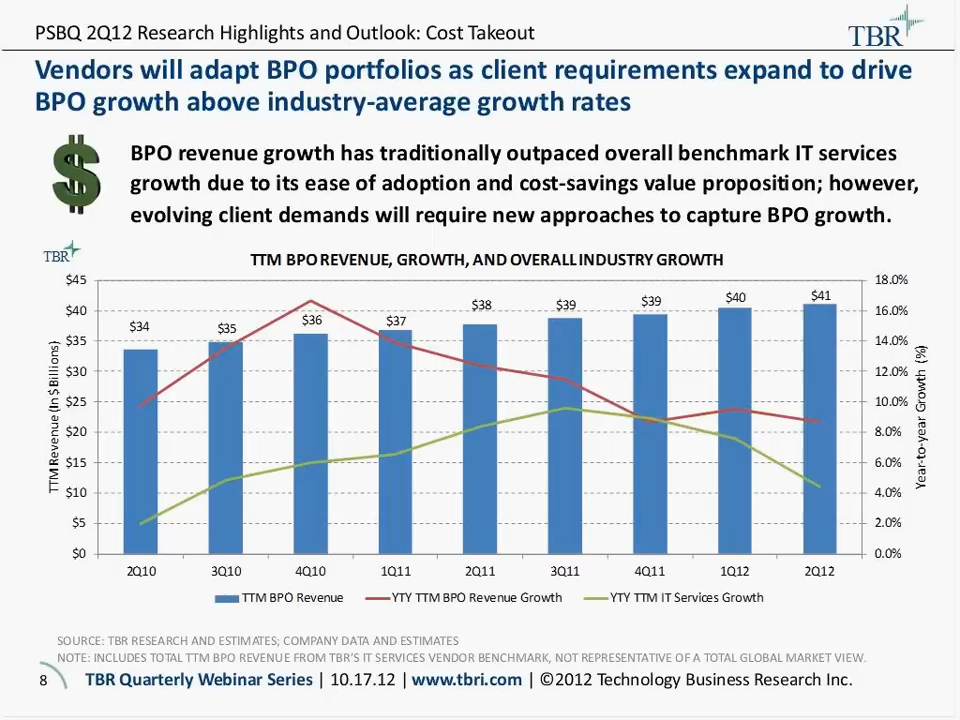 PSBQ 2Q12 Research Highlights and Outlook: Cost Takeout
TBR
Vendors will adapt BPO portfolios as client requirements expand to drive
BPO growth above industry-average growth rates
$
BPO revenue growth has traditionally outpaced overall benchmark IT services
growth due to its ease of adoption and cost-savings value proposition; however,
evolving client demands will require new approaches to capture BPO growth.
TBR
TTM BPO REVENUE, GROWTH, AND OVERALL INDUSTRY GROWTH
TTM Revenue (In $ Billions)
$45
$40
$35
$30
$25
$20
$15
$10
$5
$0
$34
$35
$36
$37
$38
$39
$39
$40
$41
18.0%
16.0%
14.0%
12.0%
10.0%
8.0%
6.0%
4.0%
2.0%
0.0%
Year-to-year Growth (%)
2Q10 3Q10 4Q10 1Q11 2Q11 3Q11 4Q11 1Q12 2Q12
TTM BPO Revenue YTY TTM BPO Revenue Growth YTY TTM IT Services Growth
SOURCE: TBR RESEARCH AND ESTIMATES; COMPANY DATA AND ESTIMATES
NOTE: INCLUDES TOTAL TTM BPO REVENUE FROM TBR'S IT SERVICES VENDOR BENCHMARK, NOT REPRESENTATIVE OF A TOTAL GLOBAL MARKET VIEW.
8 TBR Quarterly Webinar Series | 10.17.12 | www.tbri.com | ©2012 Technology Business Research Inc.